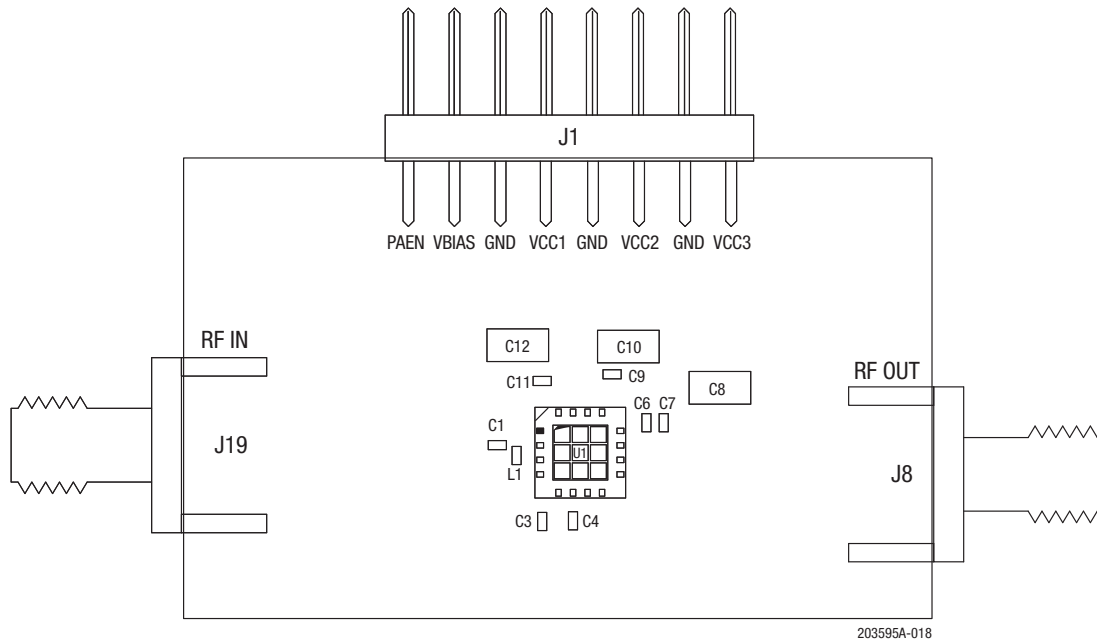 J1
PAEN VBIAS GND VCC1 GND VCC2 GND VCC3
RF IN
C12
C10
C11
C9
C8
RF OUT
C6
C7
C1
L1
U1
J19
J8
C3
C4
203595A-018